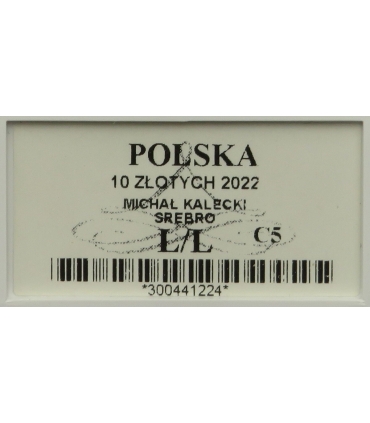 POLSKA
10 ZŁOTYCH 2022
MICHAŁ KALECKI
SREBRO
L/L C5
*300441224*